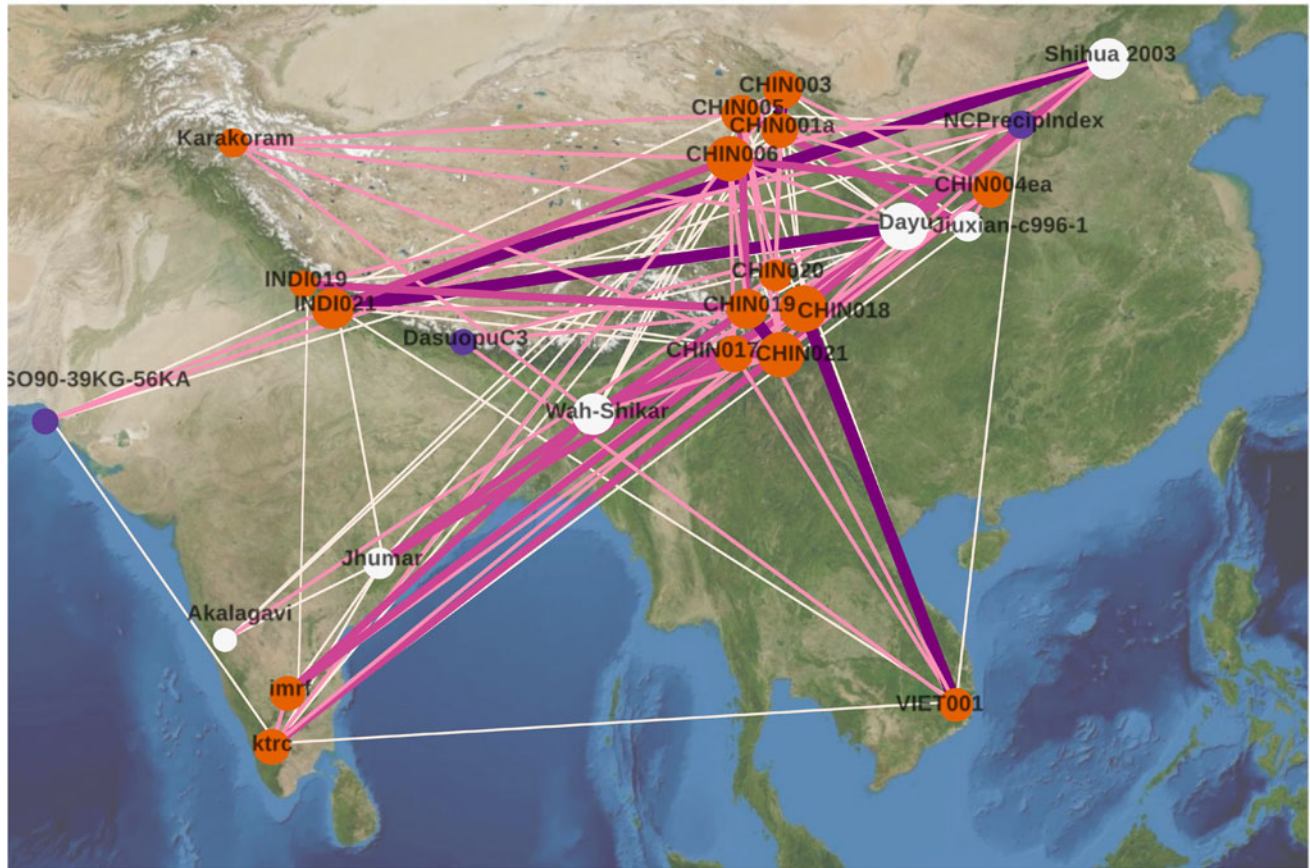 Shihua 2003
CHIN003
CHIN005
NCPrecipIndex
CHIN001a
Karakoram
CHIN006
CHIN004ea
Dayu
Jiuxian-c996-1
CHIN020
INDI019
INDI021
CHIN019
CHIN018
DasuopuC3
CHIN017
CHIN021
SO90-39KG-56KA
Wah-Shikar
Jhumar
Akalagavi
imrf
VIET001
ktrc